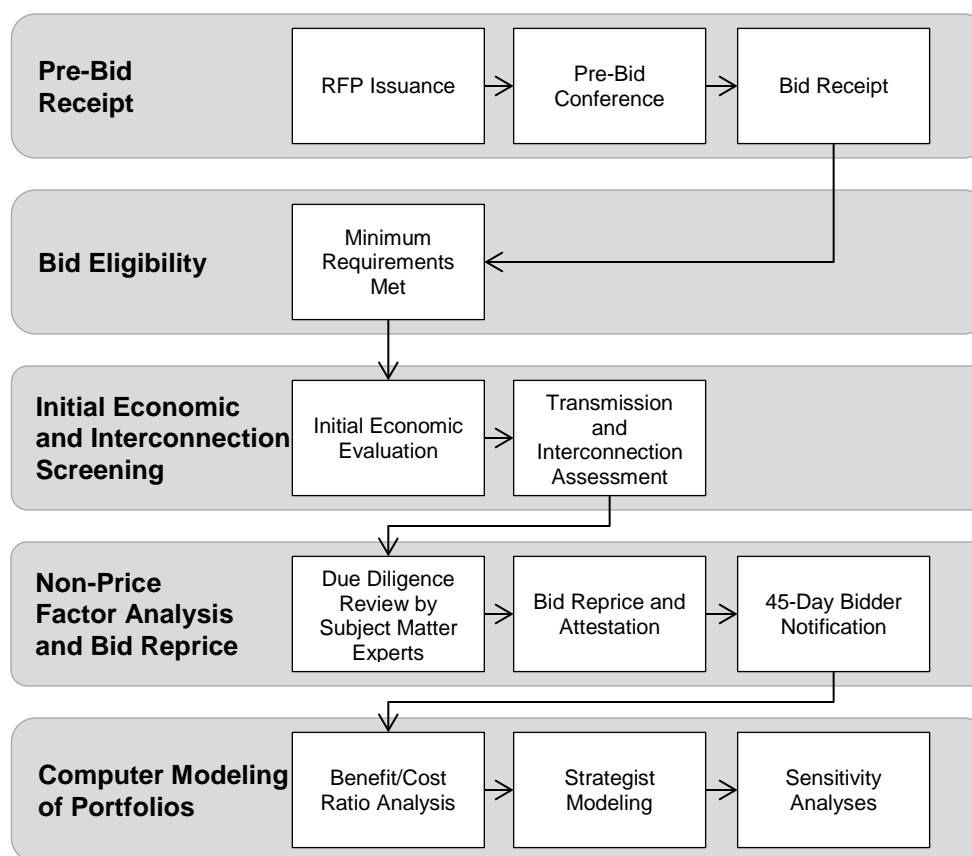 Pre-Bid
Receipt
RFP Issuance
Pre-Bid
Conference
Bid Receipt
Bid Eligibility
Minimum
Requirements
Met
Initial Economic
and Interconnection
Screening
Initial Economic
Evaluation
Transmission
and
Interconnection
Assessment
Non-Price
Factor Analysis
and Bid Reprice
Due Diligence
Review by
Subject Matter
Experts
Bid Reprice and
Attestation
45-Day Bidder
Notification
Computer Modeling
of Portfolios
Benefit/Cost
Ratio Analysis
Strategist
Modeling
Sensitivity
Analyses